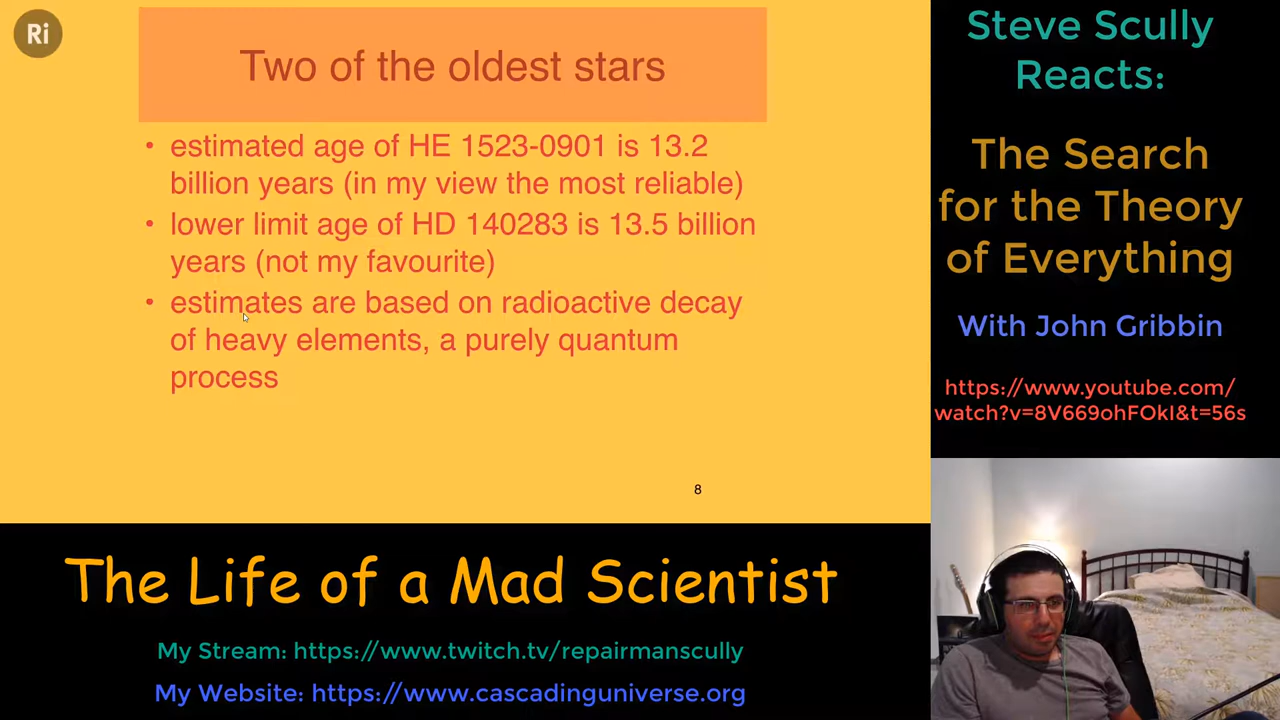 Ri
Two of the oldest stars
• estimated age of HE 1523-0901 is 13.2
billion years (in my view the most reliable)
• lower limit age of HD 140283 is 13.5 billion
years (not my favourite)
• estimates are based on radioactive decay
of heavy elements, a purely quantum
process
8
Steve Scully
Reacts:
The Search
for the Theory
of Everything
With John Gribbin
https://www.youtube.com/
watch?v=8V669ohFOkI&t=56s
The Life of a Mad Scientist
My Stream: https://www.twitch.tv/repairmanscully
My Website: https://www.cascadinguniverse.org